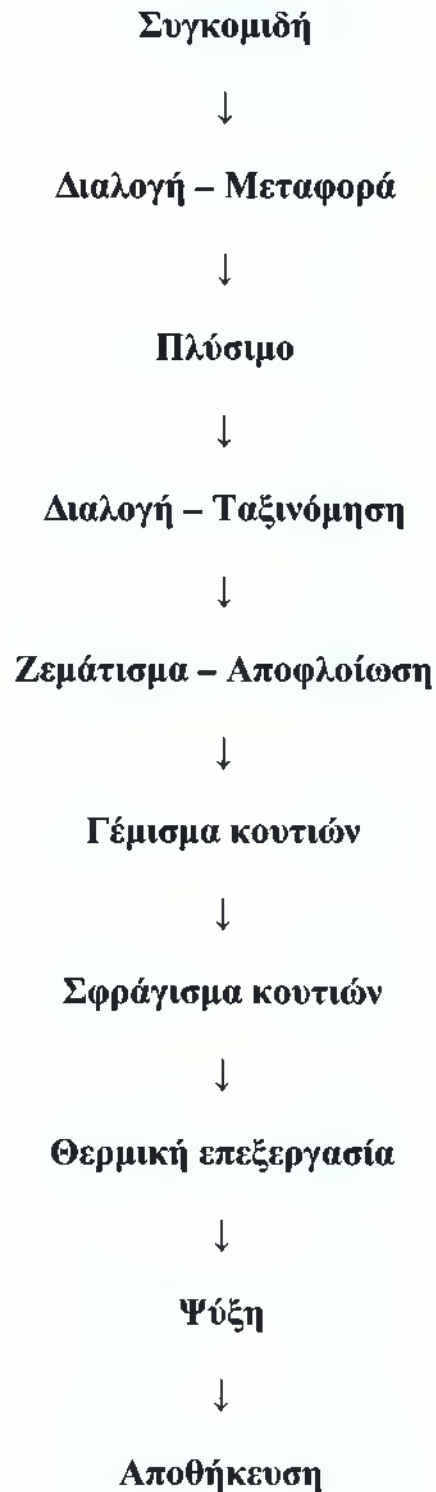 Συγκομιδή
↓
Διαλογή – Μεταφορά
↓
Πλύσιμο
↓
Διαλογή – Ταξινόμηση
↓
Ζεμάτισμα – Αποφλοίωση
↓
Γέμισμα κουτιών
↓
Σφράγισμα κουτιών
↓
Θερμική επεξεργασία
↓
Ψύξη
↓
Αποθήκευση